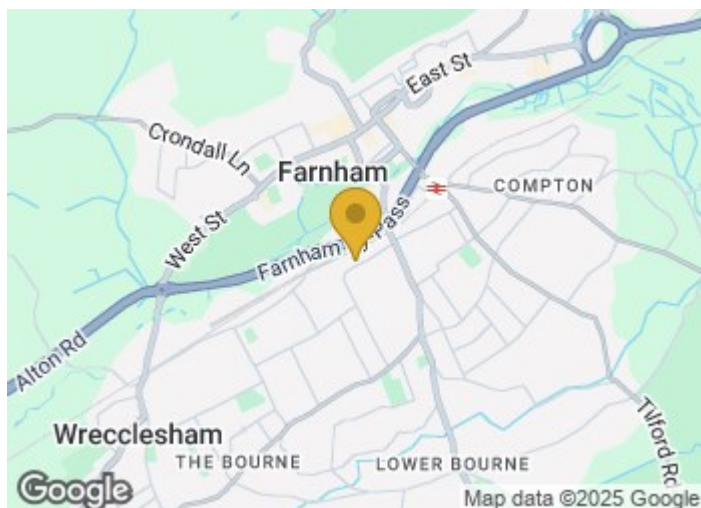 East St
Crondall Ln
Farnham
COMPTON
West St
Farnham By-Pass
Alton Rd
Tilford Rd
Wrecclesham
THE BOURNE
LOWER BOURNE
Google
Map data ©2025 Google